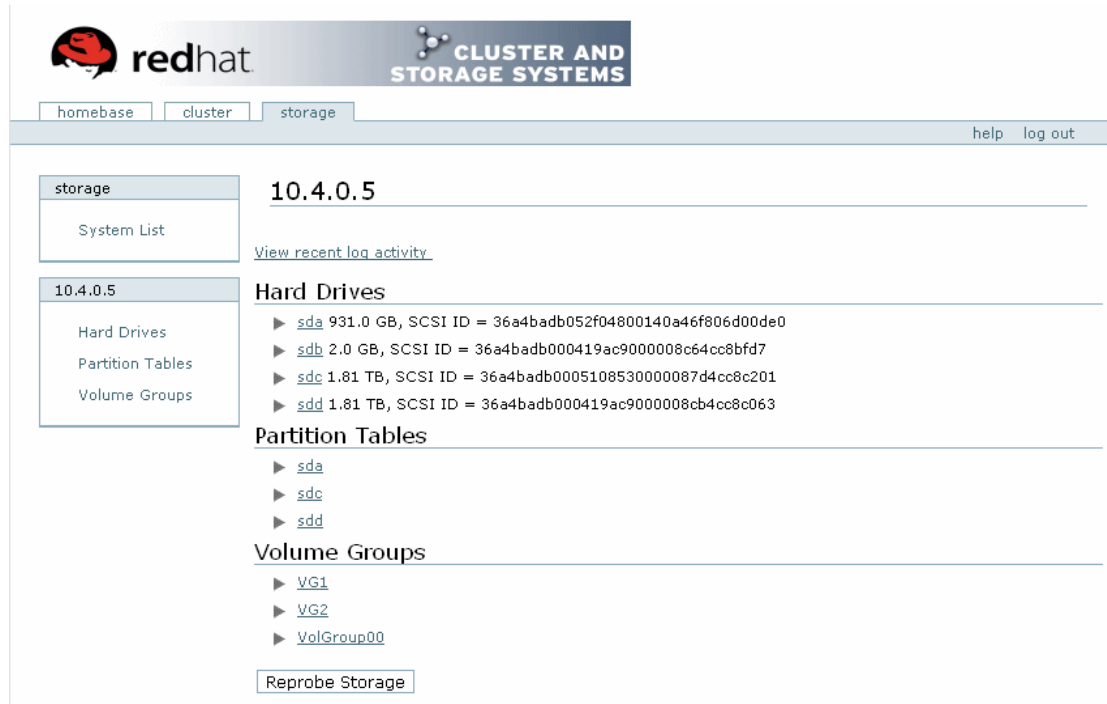 redhat.
CLUSTER AND
STORAGE SYSTEMS
homebase cluster storage
help log out
storage
System List
10.4.0.5
Hard Drives
Partition Tables
Volume Groups
10.4.0.5
View recent log activity
Hard Drives
sda 931.0 GB, SCSI ID = 36a4badb052f04800140a46f806d00de0
sdb 2.0 GB, SCSI ID = 36a4badb000419ac9000008c64cc8bfd7
sdc 1.81 TB, SCSI ID = 36a4badb0005108530000087d4cc8c201
sdd 1.81 TB, SCSI ID = 36a4badb000419ac9000008cb4cc8c063
Partition Tables
sda
sdc
sdd
Volume Groups
VG1
VG2
VolGroup00
Reprobe Storage